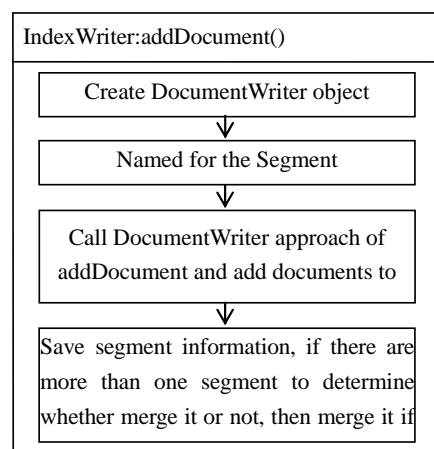 IndexWriter:addDocument()
Create DocumentWriter object
Named for the Segment
Call DocumentWriter approach of
addDocument and add documents to
Save segment information, if there are
more than one segment to determine
whether merge it or not, then merge it if